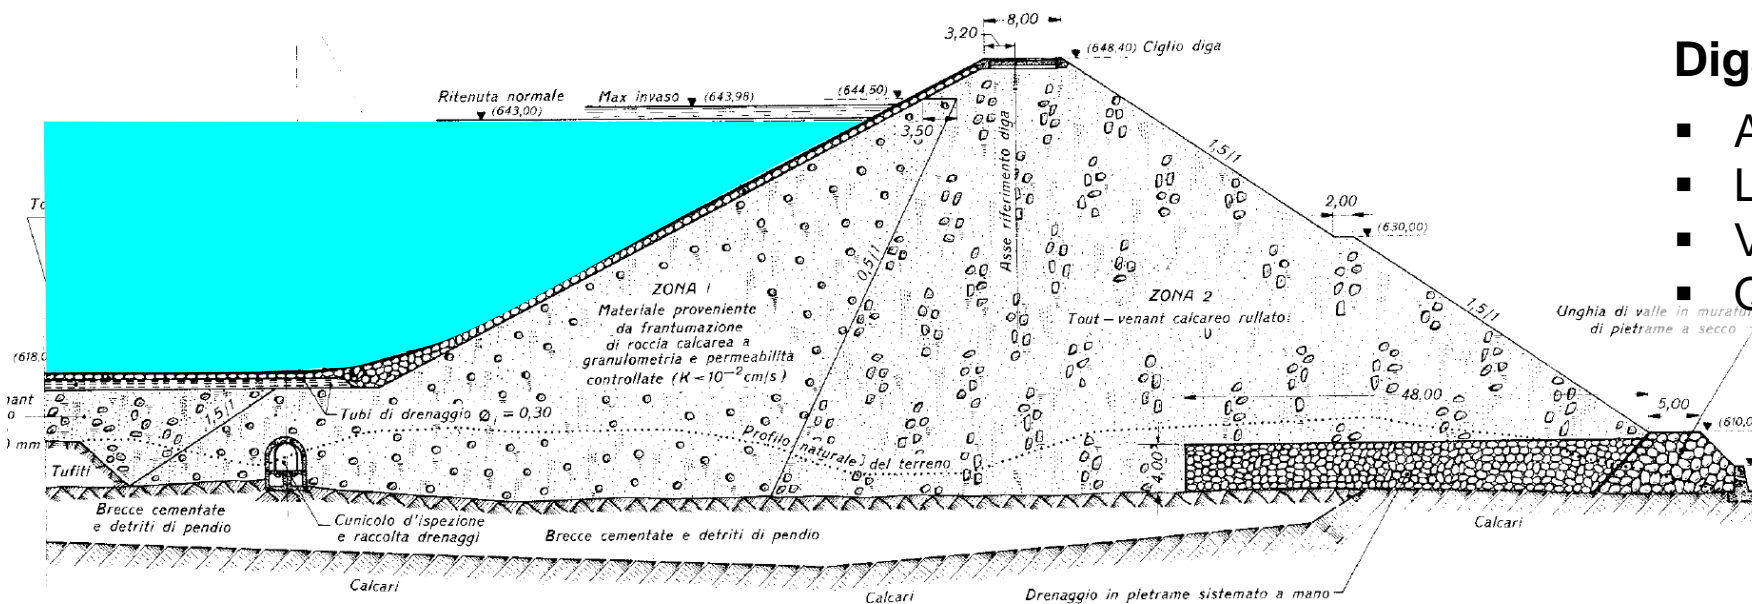 8,00
3,20
(648,40) Ciglio diga
Ritenuta normale
(643,00)
Max invaso
(643,98)
(644,50)
3,50
Asse riferimento diga
1,5/1
2,00
(630,00)
0,5/1
ZONA 1
Materiale proveniente
da frantumazione
di roccia calcarea a
granulometria e permeabilità
controllate (K < 10⁻² cm/s)
ZONA 2
Tout-venant calcareo rullato
1,5/1
Unghia di valle in
di pietrame a secco
1,5/1
Tubi di drenaggio Ø = 0,30
48,00
5,00
Profilo naturale del terreno
4,00
mm
Tufiti
Brecce cementate
e detriti di pendio
Cunicolo d'ispezione
e raccolta drenaggi
Brecce cementate e detriti di pendio
Calcari
Calcari
Calcari
Drenaggio in pietrame sistemato a mano